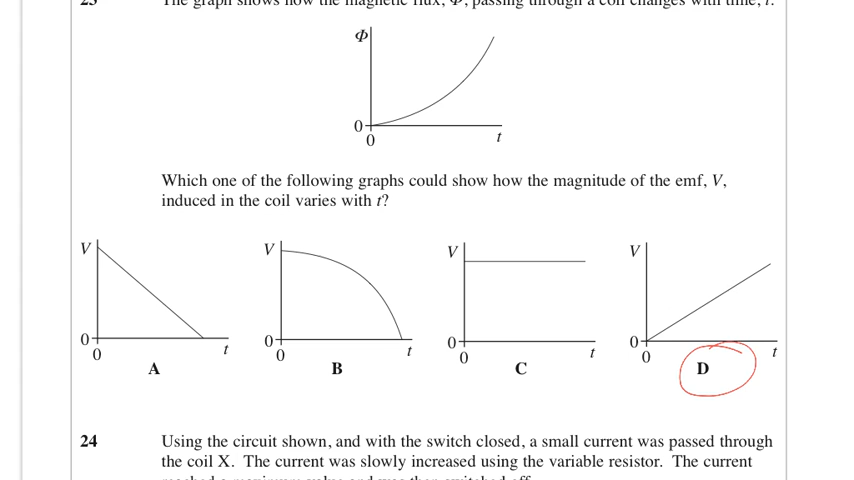 23 The graph shows how the magnetic flux, Φ, passing through a coil changes with time, t.
Φ
0
0
t
Which one of the following graphs could show how the magnitude of the emf, V,
induced in the coil varies with t?
V V V V
0 0 0 0
0 t 0 t 0 t 0 t
A B C D
24 Using the circuit shown, and with the switch closed, a small current was passed through
the coil X. The current was slowly increased using the variable resistor. The current